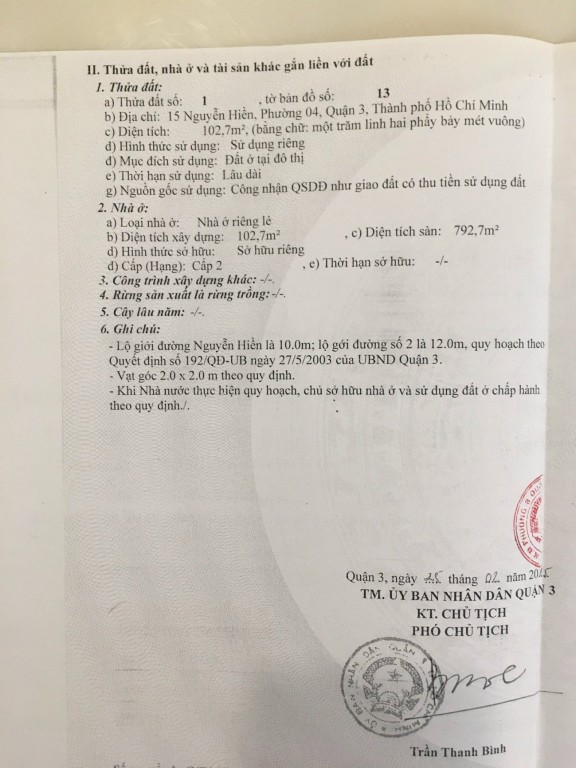 II. Thửa đất, nhà ở và tài sản khác gắn liền với đất
1. Thửa đất:
a) Thửa đất số: 1 , tờ bản đồ số: 13
b) Địa chỉ: 15 Nguyễn Hiền, Phường 04, Quận 3, Thành phố Hồ Chí Minh
c) Diện tích: 102,7m², (bằng chữ: một trăm linh hai phẩy bảy mét vuông)
d) Hình thức sử dụng: Sử dụng riêng
đ) Mục đích sử dụng: Đất ở tại đô thị
e) Thời hạn sử dụng: Lâu dài
g) Nguồn gốc sử dụng: Công nhận QSDĐ như giao đất có thu tiền sử dụng đất
2. Nhà ở:
a) Loại nhà ở: Nhà ở riêng lẻ
b) Diện tích xây dựng: 102,7m² , c) Diện tích sàn: 792,7m²
d) Hình thức sở hữu: Sở hữu riêng
đ) Cấp (Hạng): Cấp 2 , e) Thời hạn sở hữu: -/-
3. Công trình xây dựng khác: -/-.
4. Rừng sản xuất là rừng trồng: -/-.
5. Cây lâu năm: -/-.
6. Ghi chú:
- Lộ giới đường Nguyễn Hiền là 10.0m; lộ gới đường số 2 là 12.0m, quy hoạch theo
Quyết định số 192/QĐ-UB ngày 27/5/2003 của UBND Quận 3.
- Vạt góc 2.0 x 2.0 m theo quy định.
- Khi Nhà nước thực hiện quy hoạch, chủ sở hữu nhà ở và sử dụng đất ở chấp hành
theo quy định./.
Quận 3, ngày tháng 02 năm 2015
TM. ỦY BAN NHÂN DÂN QUẬN 3
KT. CHỦ TỊCH
PHÓ CHỦ TỊCH
ỦY BAN NHÂN DÂN QUẬN
Trần Thanh Bình